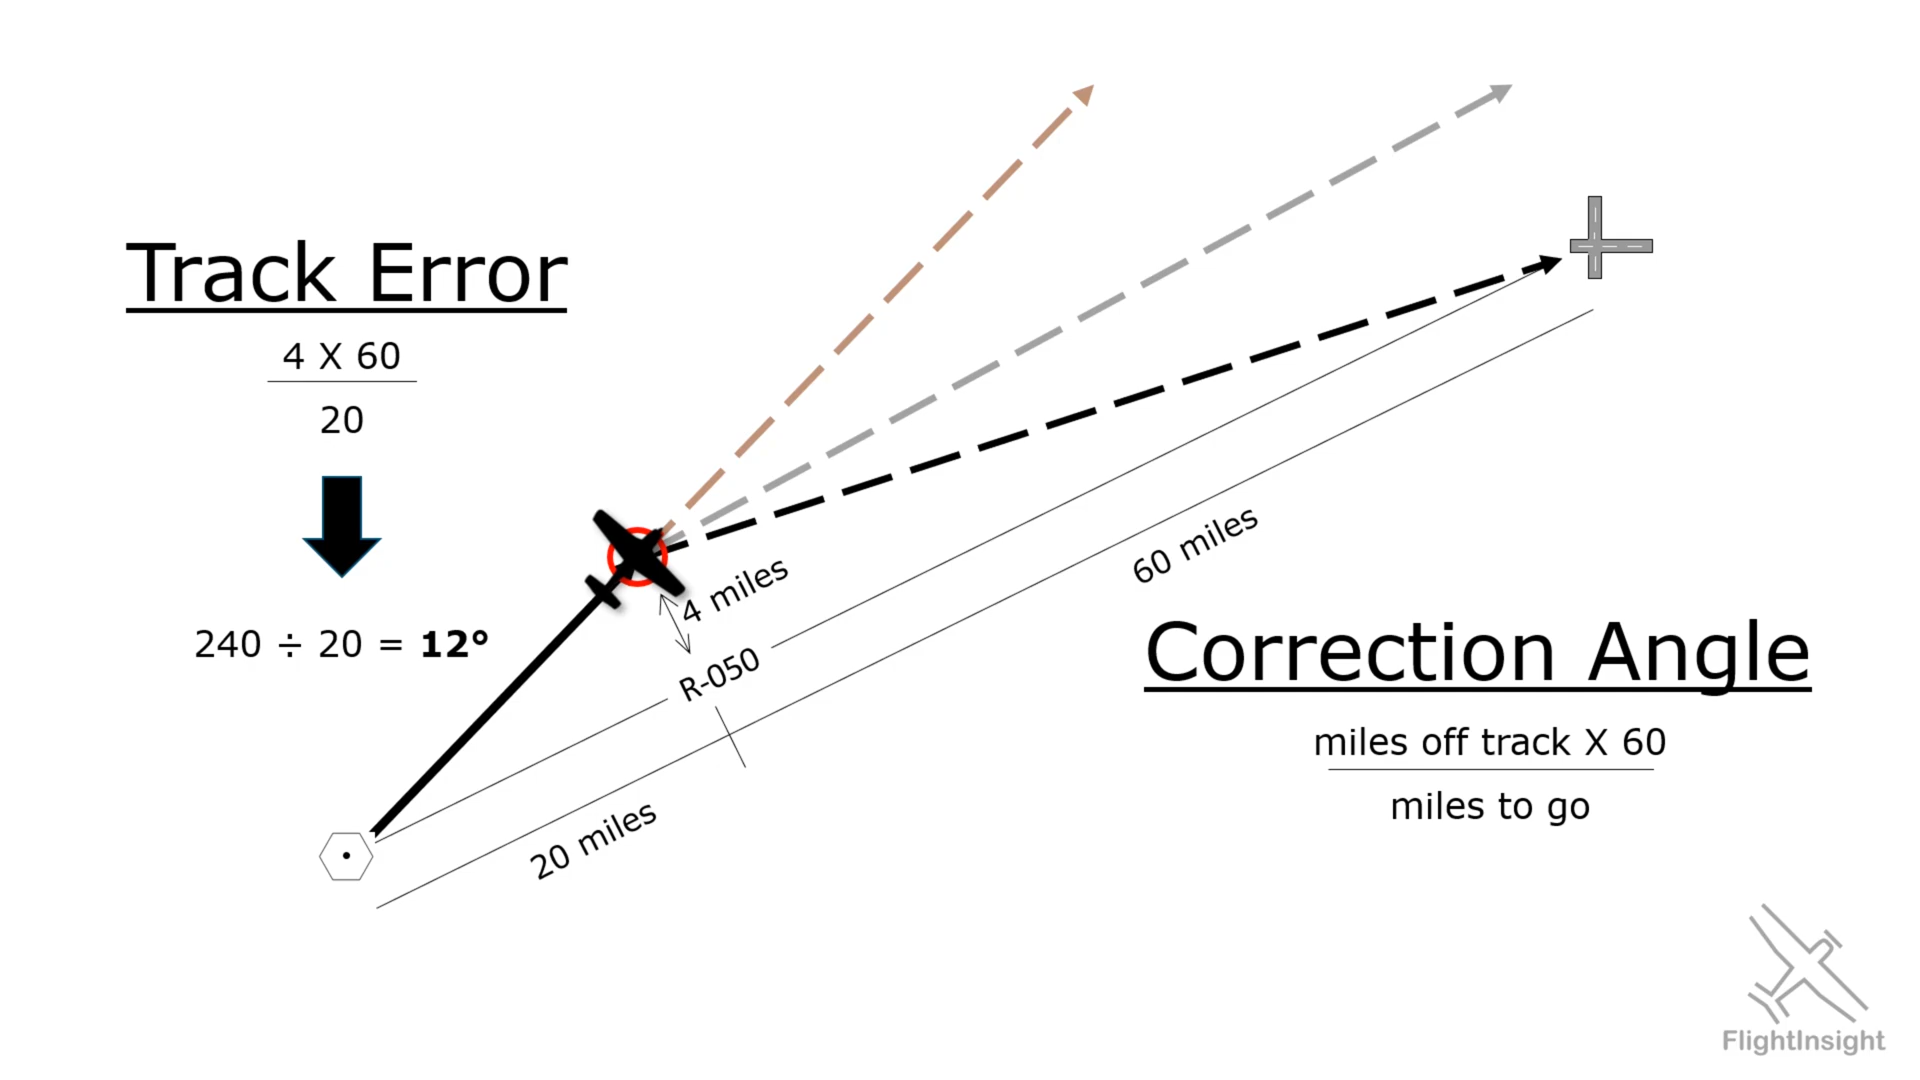 Track Error
4 X 60
20
240 ÷ 20 = 12°
4 miles
R-050
60 miles
20 miles
Correction Angle
miles off track X 60
miles to go
FlightInsight